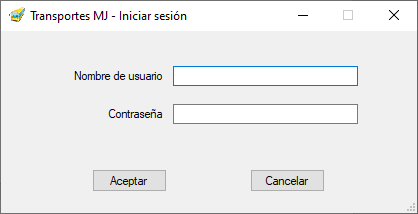 Transportes MJ - Iniciar sesión
Nombre de usuario
Contraseña
Aceptar Cancelar